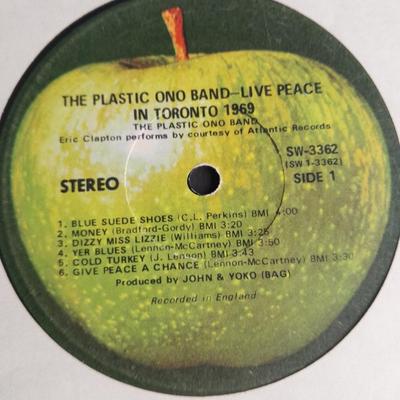 THE PLASTIC ONO BAND—LIVE PEACE
IN TORONTO 1969
THE PLASTIC ONO BAND
Eric Clapton performs by courtesy of Atlantic Records
SW-3362
(SW 1-3362)
STEREO
SIDE 1
1. BLUE SUEDE SHOES (C.L. Perkins) BMI 4:00
2. MONEY (Bradford-Gordy) BMI 3:20
3. DIZZY MISS LIZZIE (Williams) BMI 3:25
4. YER BLUES (Lennon-McCartney) BMI 3:50
5. COLD TURKEY (J. Lennon) BMI 3:43
6. GIVE PEACE A CHANCE (Lennon-McCartney) BMI 3:30
Produced by JOHN & YOKO (BAG)
Recorded in England